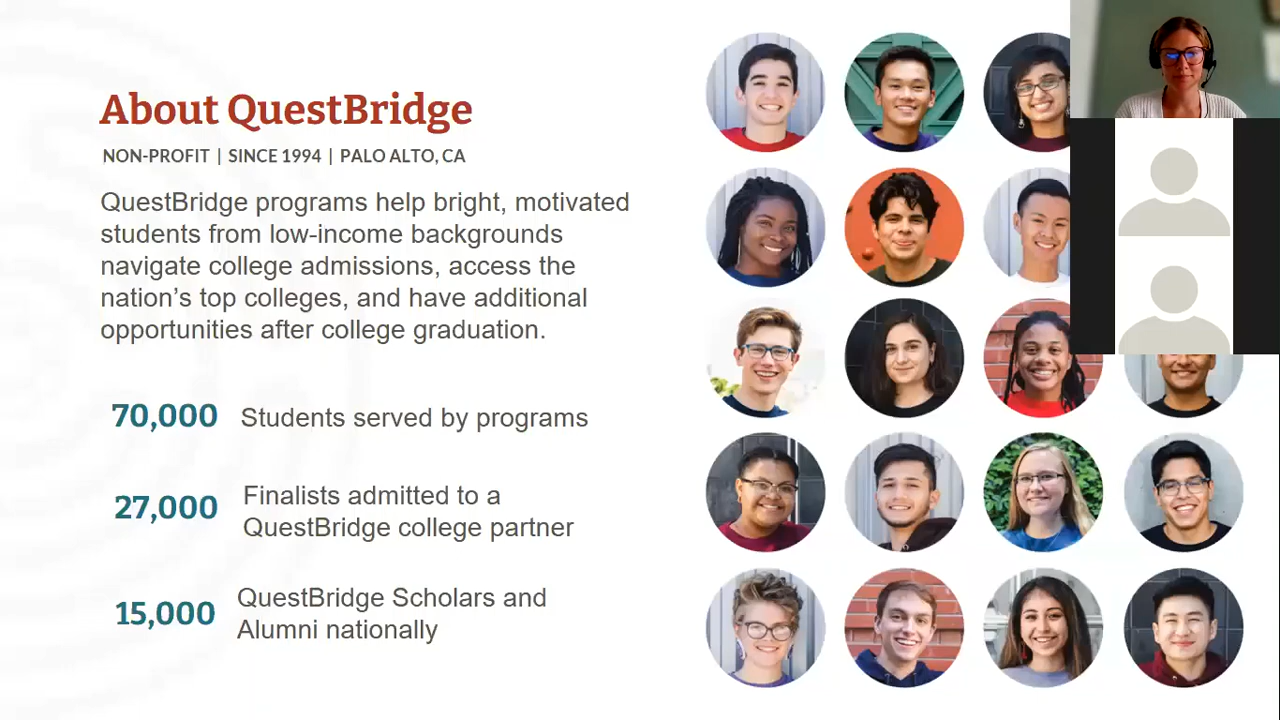 About QuestBridge
NON-PROFIT | SINCE 1994 | PALO ALTO, CA
QuestBridge programs help bright, motivated
students from low-income backgrounds
navigate college admissions, access the
nation's top colleges, and have additional
opportunities after college graduation.
70,000 Students served by programs
27,000 Finalists admitted to a
QuestBridge college partner
15,000 QuestBridge Scholars and
Alumni nationally